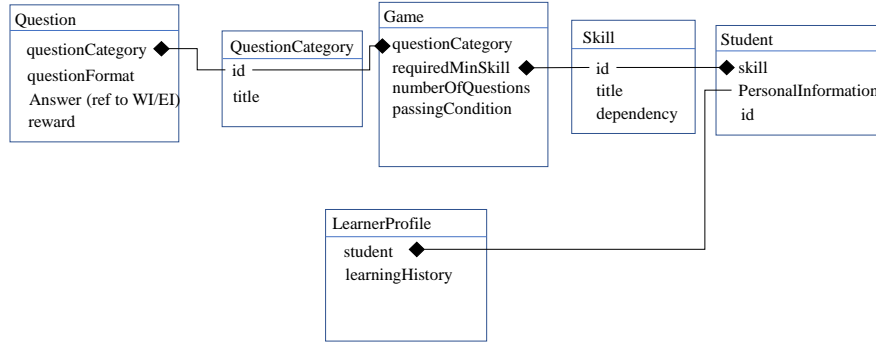 Question
questionCategory
questionFormat
Answer (ref to WI/EI)
reward
QuestionCategory
id
title
Game
questionCategory
requiredMinSkill
numberOfQuestions
passingCondition
Skill
id
title
dependency
Student
skill
PersonalInformation
id
LearnerProfile
student
learningHistory